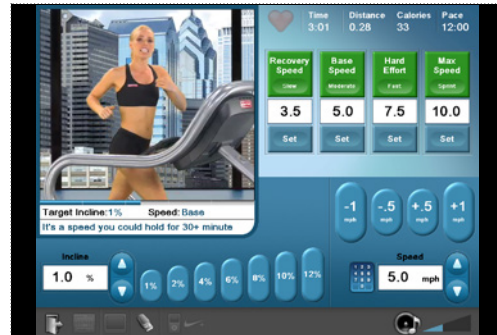 Time Distance Calories Pace
3:01 0.28 33 12:00
Recovery Speed
Slow
Base Speed
Moderate
Hard Effort
Fast
Max Speed
Sprint
3.5 5.0 7.5 10.0
Set Set Set Set
Target Incline:1% Speed: Base
It's a speed you could hold for 30+ minute
-1 mph
-.5 mph
+.5 mph
+1 mph
Incline
1.0 %
1% 2% 4% 6% 8% 10% 12%
Speed
5.0 mph